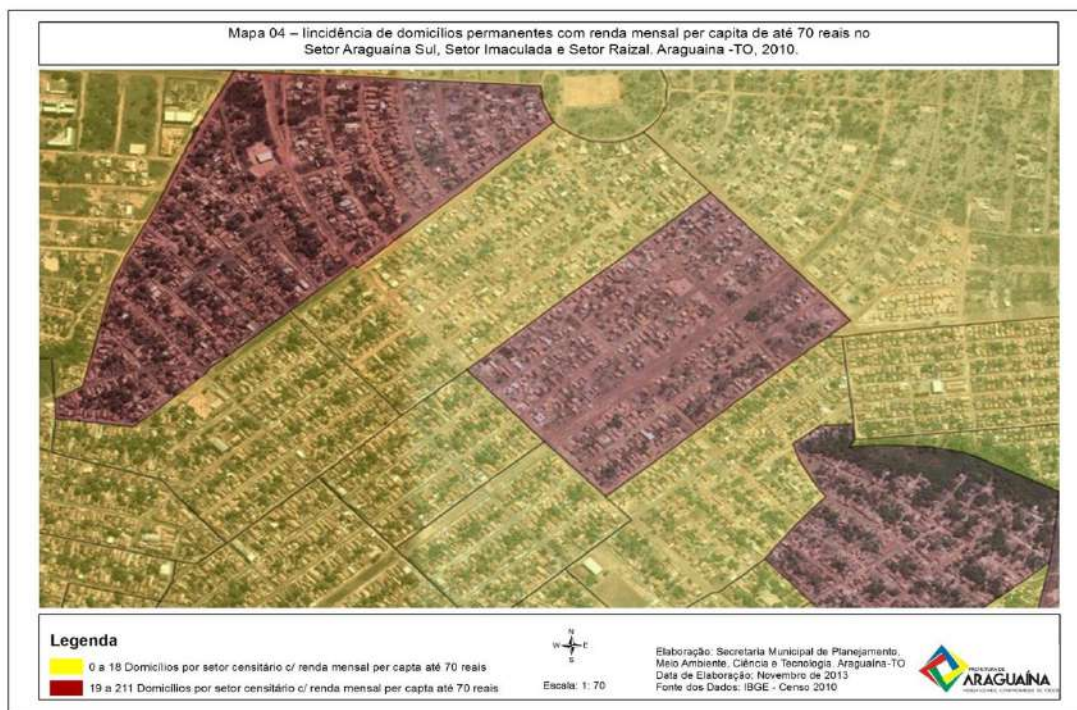 Mapa 04 – Iincidência de domicílios permanentes com renda mensal per capita de até 70 reais no
Setor Araguaína Sul, Setor Imaculada e Setor Raizal. Araguaina -TO, 2010.
Legenda
0 a 18 Domicílios por setor censitário c/ renda mensal per capta até 70 reais
19 a 211 Domicílios por setor censitário c/ renda mensal per capta até 70 reais
N
W E
S
Escala: 1: 70
Elaboração: Secretaria Municipal de Planejamento,
Meio Ambiente, Ciência e Tecnologia. Araguaína-TO
Data de Elaboração: Novembro de 2013
Fonte dos Dados: IBGE - Censo 2010
PREFEITURA DE
ARAGUAÍNA